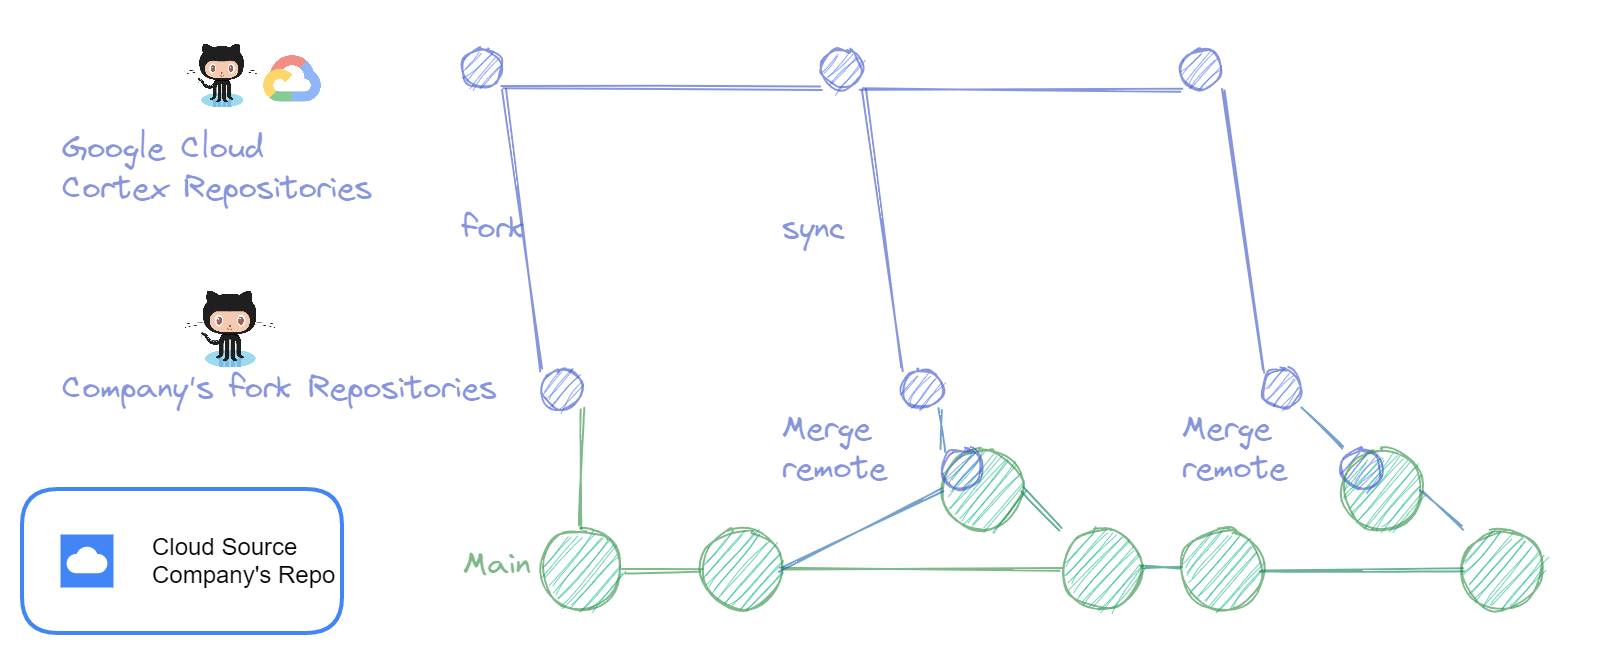 Google Cloud
Cortex Repositories
fork
sync
Company's fork Repositories
Merge
remote
Merge
remote
Cloud Source
Company's Repo
Main